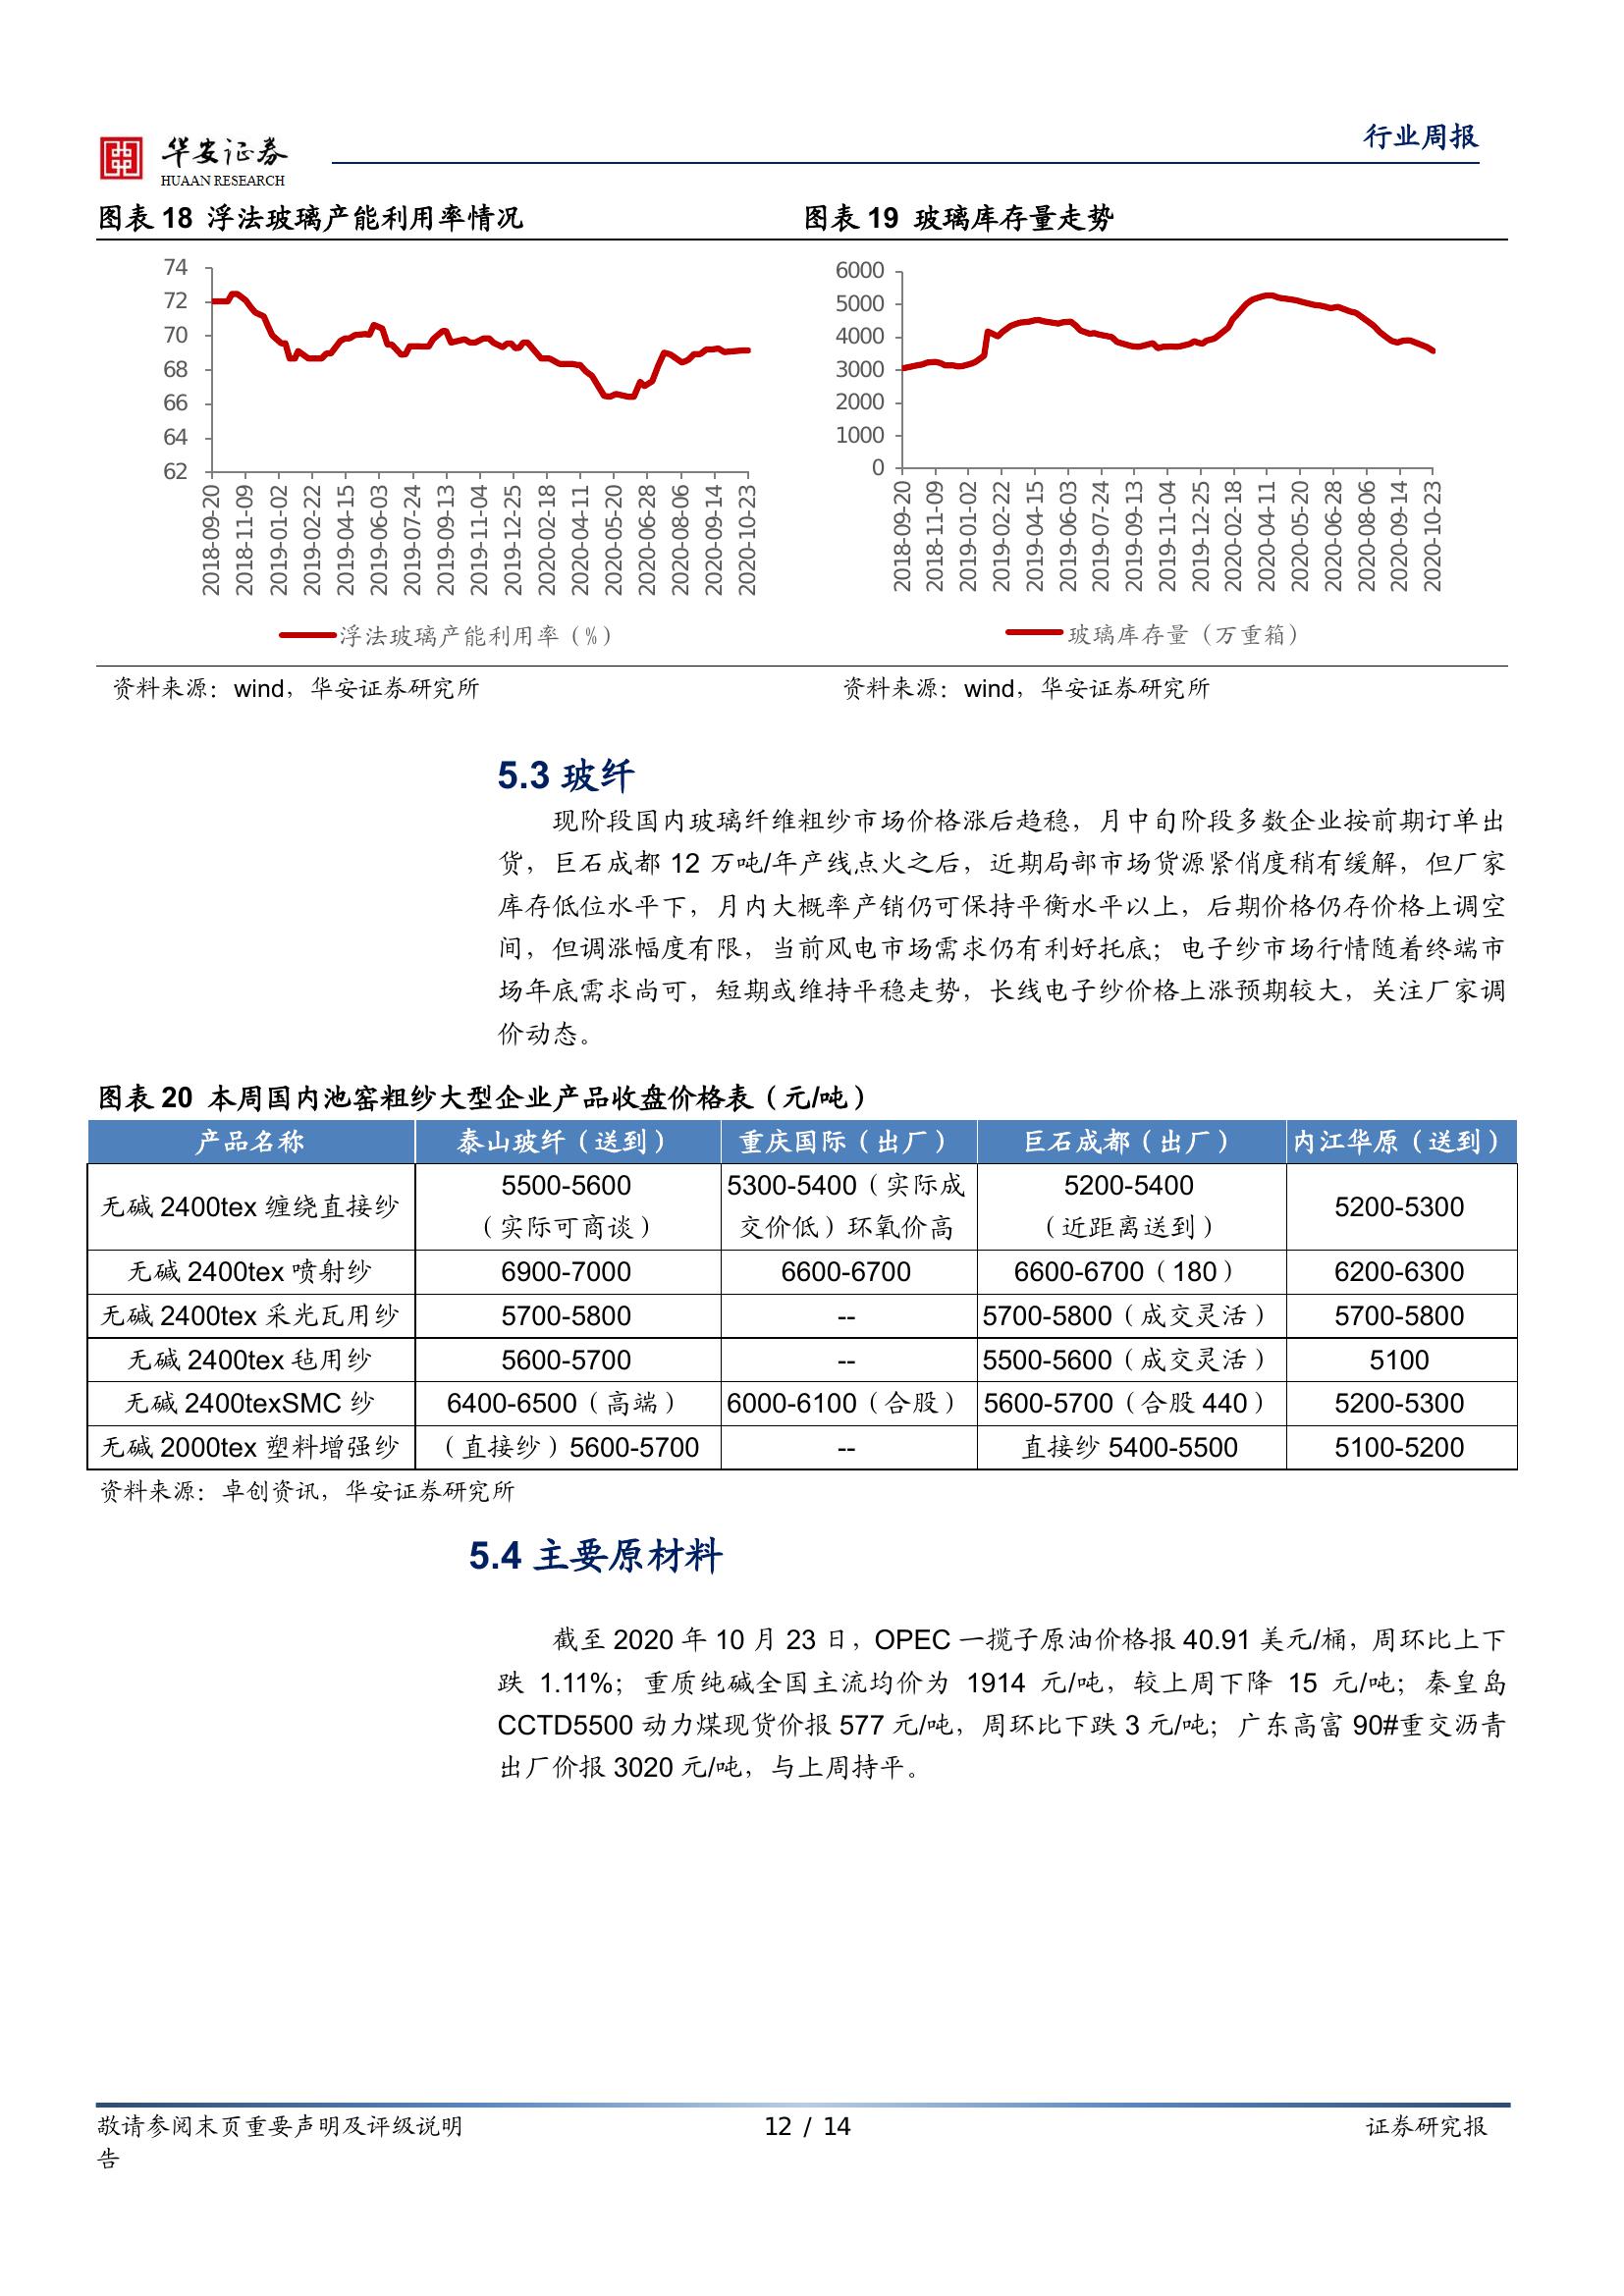 华安证券
HUAAN RESEARCH
行业周报
图表 18 浮法玻璃产能利用率情况
74
72
70
68
66
64
62
2018-09-20
2018-11-09
2019-01-02
2019-02-22
2019-04-15
2019-06-03
2019-07-24
2019-09-13
2019-11-04
2019-12-25
2020-02-18
2020-04-11
2020-05-20
2020-06-28
2020-08-06
2020-09-14
2020-10-23
浮法玻璃产能利用率（%）
资料来源：wind，华安证券研究所
图表 19 玻璃库存量走势
6000
5000
4000
3000
2000
1000
0
2018-09-20
2018-11-09
2019-01-02
2019-02-22
2019-04-15
2019-06-03
2019-07-24
2019-09-13
2019-11-04
2019-12-25
2020-02-18
2020-04-11
2020-05-20
2020-06-28
2020-08-06
2020-09-14
2020-10-23
玻璃库存量（万重箱）
资料来源：wind，华安证券研究所
5.3 玻纤
现阶段国内玻璃纤维粗纱市场价格涨后趋稳，月中旬阶段多数企业按前期订单出
货，巨石成都 12 万吨/年产线点火之后，近期局部市场货源紧俏度稍有缓解，但厂家
库存低位水平下，月内大概率产销仍可保持平衡水平以上，后期价格仍存价格上调空
间，但调涨幅度有限，当前风电市场需求仍有利好托底；电子纱市场行情随着终端市
场年底需求尚可，短期或维持平稳走势，长线电子纱价格上涨预期较大，关注厂家调
价动态。
图表 20 本周国内池窑粗纱大型企业产品收盘价格表（元/吨）
产品名称 泰山玻纤（送到） 重庆国际（出厂） 巨石成都（出厂） 内江华原（送到）
无碱 2400tex 缠绕直接纱 5500-5600 5300-5400（实际成 5200-5400 5200-5300
（实际可商谈） 交价低）环氧价高 （近距离送到）
无碱 2400tex 喷射纱 6900-7000 6600-6700 6600-6700（180） 6200-6300
无碱 2400tex 采光瓦用纱 5700-5800 -- 5700-5800（成交灵活） 5700-5800
无碱 2400tex 毡用纱 5600-5700 -- 5500-5600（成交灵活） 5100
无碱 2400texSMC 纱 6400-6500（高端） 6000-6100（合股） 5600-5700（合股 440） 5200-5300
无碱 2000tex 塑料增强纱 （直接纱）5600-5700 -- 直接纱 5400-5500 5100-5200
资料来源：卓创资讯，华安证券研究所
5.4 主要原材料
截至 2020 年 10 月 23 日，OPEC 一揽子原油价格报 40.91 美元/桶，周环比上下
跌 1.11%；重质纯碱全国主流均价为 1914 元/吨，较上周下降 15 元/吨；秦皇岛
CCTD5500 动力煤现货价报 577 元/吨，周环比下跌 3 元/吨；广东高富 90#重交沥青
出厂价报 3020 元/吨，与上周持平。
敬请参阅末页重要声明及评级说明 12 / 14 证券研究报
告